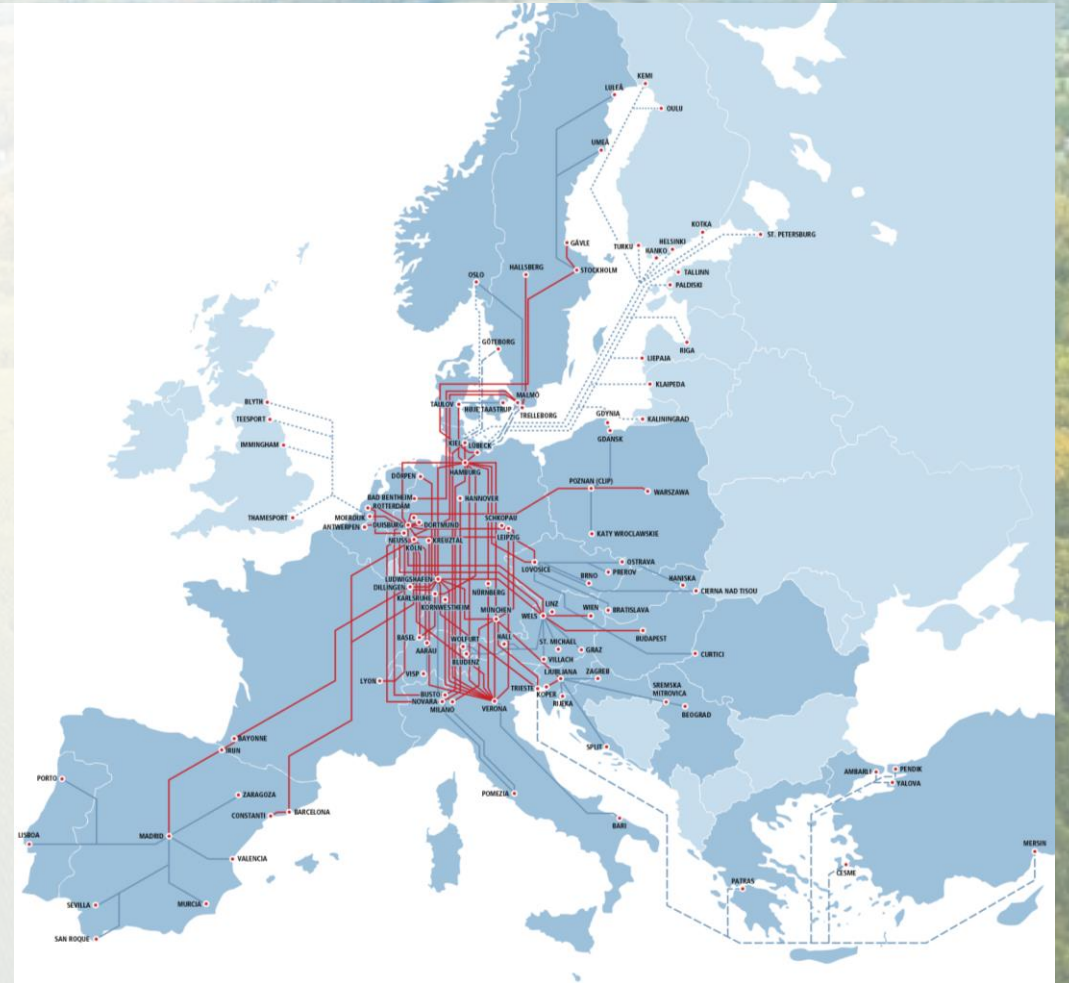 KEMI
LULEÅ
OULU
UMEÅ
KOTKA
ST. PETERSBURG
HELSINKI
TURKU
HANKO
GÄVLE
HALLSBERG
STOCKHOLM
TALLINN
OSLO
PALDISKI
GÖTEBORG
RIGA
LIEPAJA
KLAIPEDA
BLYTH
TAULOV
MALMÖ
HØJE TAASTRUP
TRELLEBORG
GDYNIA
TEESPORT
KALININGRAD
GDANSK
IMMINGHAM
KIEL
LÜBECK
HAMBURG
DÖRPEN
POZNAN (CLIP)
WARSZAWA
BAD BENTHEIM
HANNOVER
ROTTERDAM
THAMESPORT
MOERDIJK
SCHKOPAU
ANTWERPEN
DUISBURG
DORTMUND
LEIPZIG
KATY WROCLAWSKIE
NEUSS
KREUZTAL
KÖLN
LOVOSICE
OSTRAVA
PREROV
BRNO
HANISKA
CIERNA NAD TISOU
LUDWIGSHAFEN
DILLINGEN
NÜRNBERG
KARLSRUHE
KORNWESTHEIM
LINZ
WIEN
BRATISLAVA
MÜNCHEN
WELS
BASEL
WOLFURT
HALL
BUDAPEST
AARAU
ST. MICHAEL
GRAZ
CURTICI
BLUDENZ
VILLACH
VISP
LJUBLJANA
ZAGREB
LYON
TRIESTE
BUSTO
KOPER
SREMSKA
MITROVICA
NOVARA
MILANO
VERONA
RIJEKA
BEOGRAD
BAYONNE
IRUN
SPLIT
PORTO
AMBARLI
PENDIK
YALOVA
ZARAGOZA
POMEZIA
CONSTANTI
BARCELONA
BARI
LISBOA
MADRID
MERSIN
VALENCIA
CESME
PATRAS
SEVILLA
MURCIA
SAN ROQUE